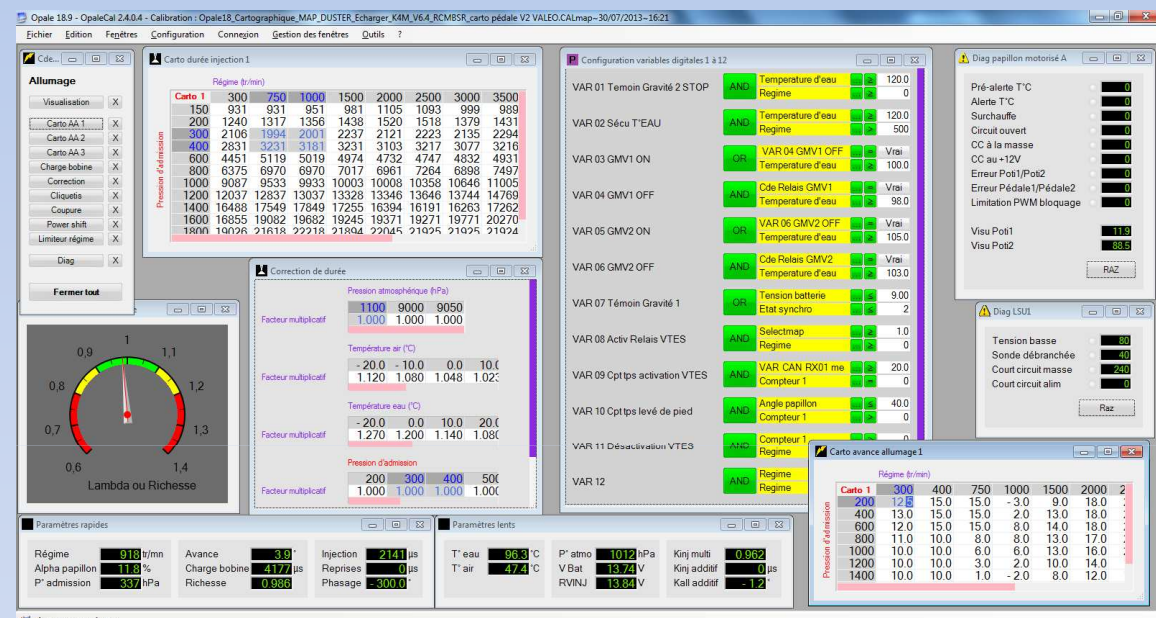 Opale 18.9 - OpaleCal 2.4.0.4 - Calibration : Opale18_Cartographique_MAP_DUSTER_Echarger_K4M_V6.4_RCMBSR_carto pédale V2 VALEO.CALmap~30/07/2013~16:21
Fichier Edition Fenêtres Configuration Connexion Gestion des fenêtres Outils ?
Cde...
Allumage
Visualisation X
Carto AA 1 X
Carto AA 2 X
Carto AA 3 X
Charge bobine X
Correction X
Cliquetis X
Coupure X
Power shift X
Limiteur régime X
Diag X
Fermer tout
Carto durée injection 1
Régime (tr/min)
Pression d'admission
Carto 1 300 750 1000 1500 2000 2500 3000 3500
150 931 931 951 981 1105 1093 999 989
200 1240 1317 1356 1438 1520 1518 1379 1431
300 2106 1994 2001 2237 2121 2223 2135 2294
400 2831 3231 3181 3231 3103 3217 3077 3216
600 4451 5119 5019 4974 4732 4747 4832 4931
800 6375 6970 6970 7017 6961 7264 6898 7497
1000 9087 9533 9933 10003 10008 10358 10646 11005
1200 12037 12837 13037 13328 13346 13646 13744 14769
1400 16488 17549 17849 17255 16394 16191 16263 17262
1600 16855 19082 19682 19245 19371 19271 19771 20270
1800 19026 21618 22218 21894 22045 21925 21925 21924
Correction de durée
Pression atmosphérique (hPa)
1100 9000 9050
Facteur multiplicatif 1.000 1.000 1.000
Température air (°C)
- 20.0 - 10.0 0.0 10.0
Facteur multiplicatif 1.120 1.080 1.048 1.023
Température eau (°C)
- 20.0 0.0 10.0 20.0
Facteur multiplicatif 1.270 1.200 1.140 1.080
Pression d'admission
200 300 400 500
Facteur multiplicatif 1.000 1.000 1.000 1.000
0,6 0,7 0,8 0,9 1 1,1 1,2 1,3 1,4
Lambda ou Richesse
Configuration variables digitales 1 à 12
VAR 01 Temoin Gravité 2 STOP AND Temperature d'eau ... ≥ 120.0
Regime ... ≥ 0
VAR 02 Sécu T'EAU AND Temperature d'eau ... ≥ 120.0
Regime ... ≥ 500
VAR 03 GMV1 ON OR VAR 04 GMV1 OFF ... = Vrai
Temperature d'eau ... ≥ 100.0
VAR 04 GMV1 OFF AND Cde Relais GMV1 ... = Vrai
Temperature d'eau ... ≥ 98.0
VAR 05 GMV2 ON OR VAR 06 GMV2 OFF ... = Vrai
Temperature d'eau ... ≥ 105.0
VAR 06 GMV2 OFF AND Cde Relais GMV2 ... = Vrai
Temperature d'eau ... ≥ 103.0
VAR 07 Témoin Gravité 1 OR Tension batterie ... ≤ 9.00
Etat synchro ... ≤ 2
VAR 08 Activ Relais VTES AND Selectmap ... ≥ 1.0
Regime ... ≥ 0
VAR 09 Cpt tps activation VTES AND VAR CAN RX01 me ... ≥ 20.0
Compteur 1 ... = 0
VAR 10 Cpt tps levé de pied AND Angle papillon ... ≤ 40.0
Compteur 1 ... ≥ 0
VAR 11 Désactivation VTES AND Compteur 1
Regime
VAR 12 AND Regime
Regime
Diag papillon motorisé A
Pré-alerte T°C 0
Alerte T°C 0
Surchauffe 0
Circuit ouvert 0
CC à la masse 0
CC au +12V 0
Erreur Poti1/Poti2 0
Erreur Pédale1/Pédale2 0
Limitation PWM bloquage 0
Visu Poti1 11.9
Visu Poti2 88.5
RAZ
Diag LSU1
Tension basse 80
Sonde débranchée 40
Court circuit masse 240
Court circuit alim 0
Raz
Carto avance allumage 1
Régime (tr/min)
Pression d'admission
Carto 1 300 400 750 1000 1500 2000 2
200 12.5 15.0 15.0 - 3.0 9.0 18.0
400 13.0 15.0 15.0 2.0 13.0 18.0
600 12.0 15.0 15.0 8.0 14.0 18.0
800 11.0 10.0 8.0 8.0 13.0 17.0
1000 10.0 10.0 6.0 6.0 13.0 16.0
1200 10.0 10.0 3.0 2.0 10.0 14.0
1400 10.0 10.0 1.0 - 2.0 8.0 12.0
Paramètres rapides
Régime 918 tr/mn Avance 3.9 ° Injection 2141 µs
Alpha papillon 11.8 % Charge bobine 4177 µs Reprises 0 µs
P° admission 337 hPa Richesse 0.986 Phasage - 300.0 °
Paramètres lents
T° eau 96.3 °C P° atmo 1012 hPa Kinj multi 0.962
T° air 47.4 °C V Bat 13.74 V Kinj additif 0 µs
RVINJ 13.84 V Kall additif - 1.2 °